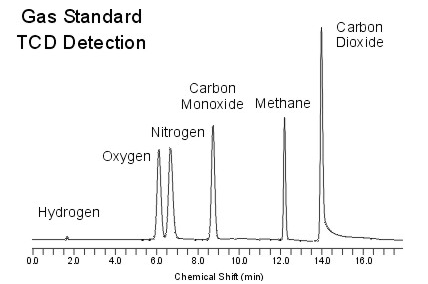 Gas Standard
TCD Detection
Carbon
Dioxide
Carbon
Monoxide
Methane
Nitrogen
Oxygen
Hydrogen
0.0 2.0 4.0 6.0 8.0 10.0 12.0 14.0 16.0
Chemical Shift (min)